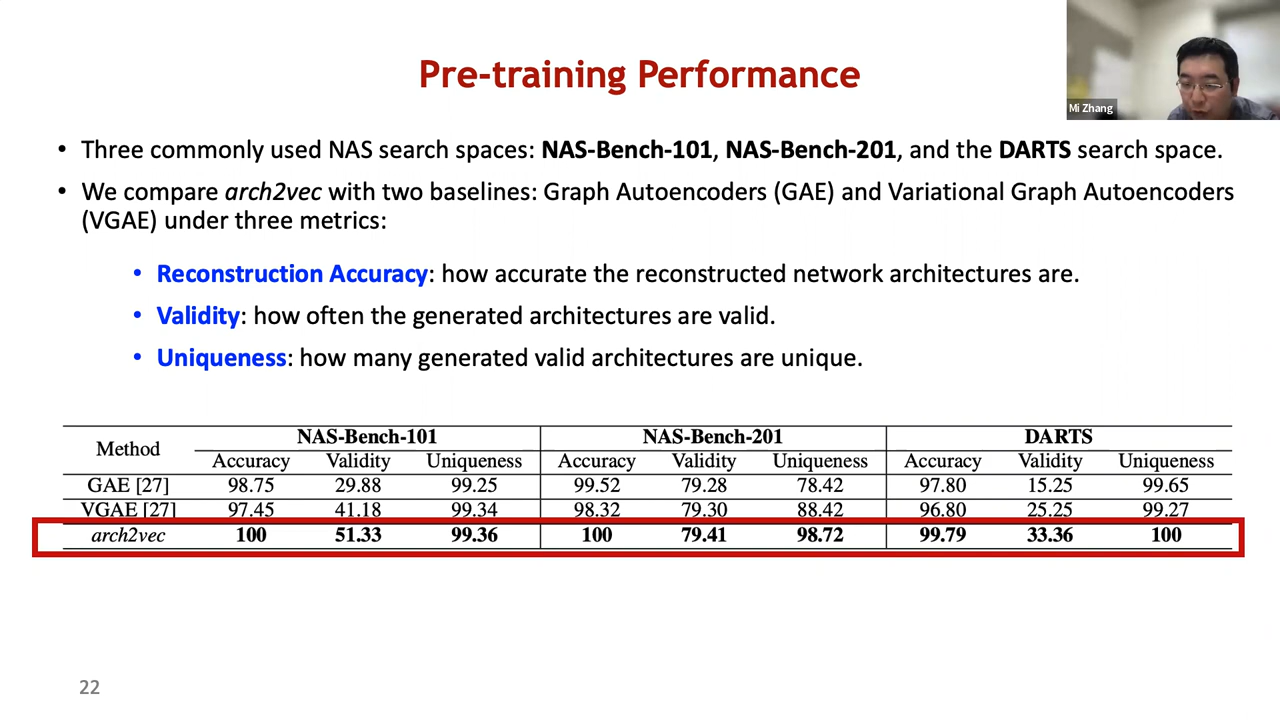 Pre-training Performance
Mi Zhang
• Three commonly used NAS search spaces: NAS-Bench-101, NAS-Bench-201, and the DARTS search space.
• We compare arch2vec with two baselines: Graph Autoencoders (GAE) and Variational Graph Autoencoders
(VGAE) under three metrics:
• Reconstruction Accuracy: how accurate the reconstructed network architectures are.
• Validity: how often the generated architectures are valid.
• Uniqueness: how many generated valid architectures are unique.
Method NAS-Bench-101 NAS-Bench-201 DARTS
Accuracy Validity Uniqueness Accuracy Validity Uniqueness Accuracy Validity Uniqueness
GAE [27] 98.75 29.88 99.25 99.52 79.28 78.42 97.80 15.25 99.65
VGAE [27] 97.45 41.18 99.34 98.32 79.30 88.42 96.80 25.25 99.27
arch2vec 100 51.33 99.36 100 79.41 98.72 99.79 33.36 100
22